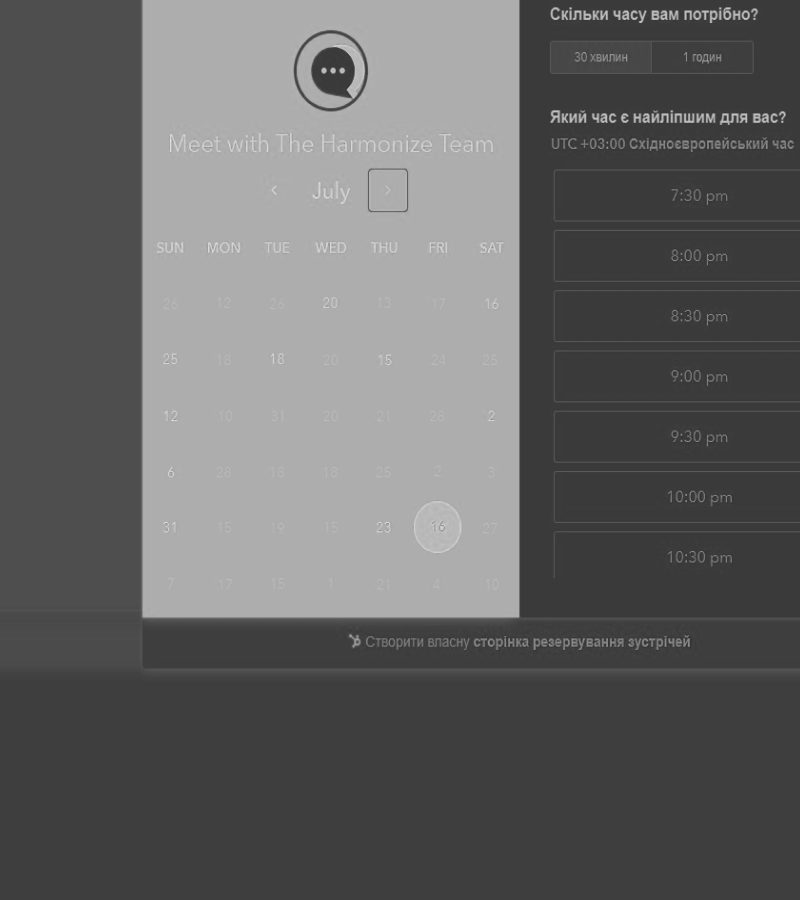 Meet with The Harmonize Team
July
SUN MON TUE WED THU FRI SAT
26 12 26 20 13 17 16
25 18 18 20 15 24 25
12 10 31 20 21 28 2
6 28 18 18 25 2 3
31 15 19 15 23 16 27
7 17 15 1 21 4 10
Скільки часу вам потрібно?
30 хвилин 1 годин
Який час є найліпшим для вас?
UTC +03:00 Східноєвропейський час
7:30 pm
8:00 pm
8:30 pm
9:00 pm
9:30 pm
10:00 pm
10:30 pm
Створити власну сторінка резервування зустрічей